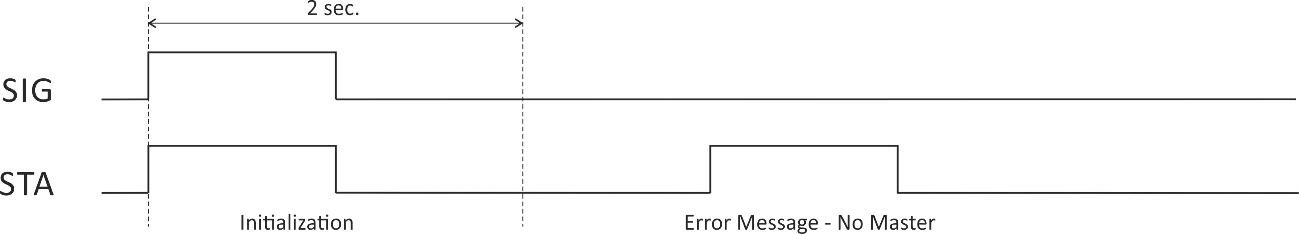 2 sec.
SIG
STA
Initialization
Error Message - No Master